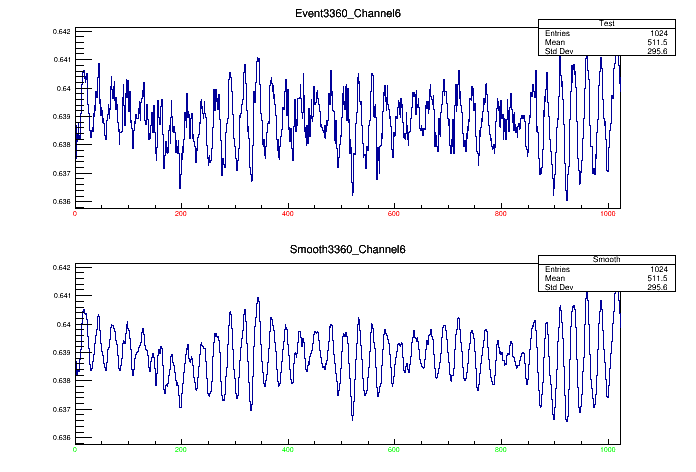 Event3360_Channel6
Test
Entries 1024
Mean 511.5
Std Dev 295.6
0.642
0.641
0.64
0.639
0.638
0.637
0.636
0 200 400 600 800 1000
Smooth3360_Channel6
Smooth
Entries 1024
Mean 511.5
Std Dev 295.6
0.642
0.641
0.64
0.639
0.638
0.637
0.636
0 200 400 600 800 1000